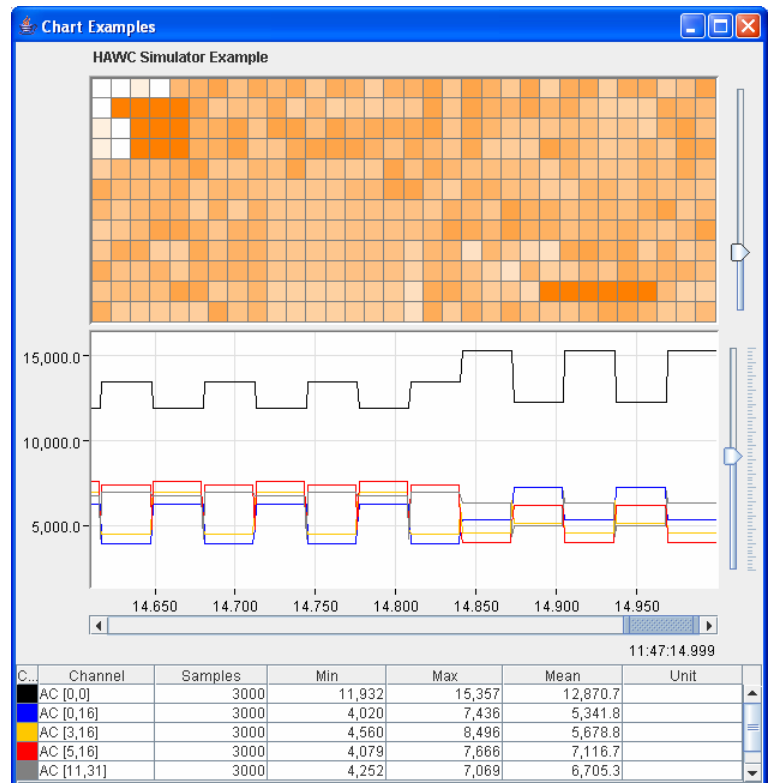 Chart Examples
HAWC Simulator Example
15,000.0
10,000.0
5,000.0
14.650 14.700 14.750 14.800 14.850 14.900 14.950
11:47:14.999
C... Channel Samples Min Max Mean Unit
AC [0,0] 3000 11,932 15,357 12,870.7
AC [0,16] 3000 4,020 7,436 5,341.8
AC [3,16] 3000 4,560 8,496 5,678.8
AC [5,16] 3000 4,079 7,666 7,116.7
AC [11,31] 3000 4,252 7,069 6,705.3